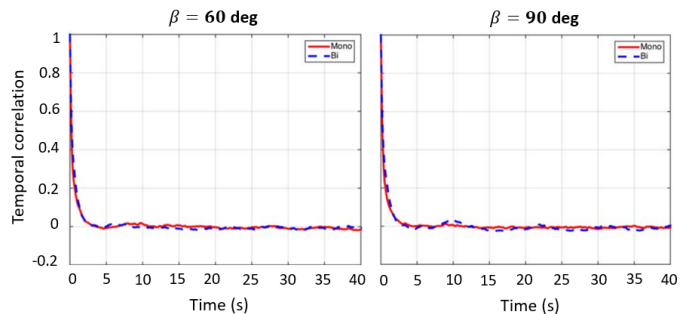 β = 60 deg
β = 90 deg
Temporal correlation
1
0.8
0.6
0.4
0.2
0
-0.2
Mono
Bi
0 5 10 15 20 25 30 35 40
Time (s)
Mono
Bi
0 5 10 15 20 25 30 35 40
Time (s)